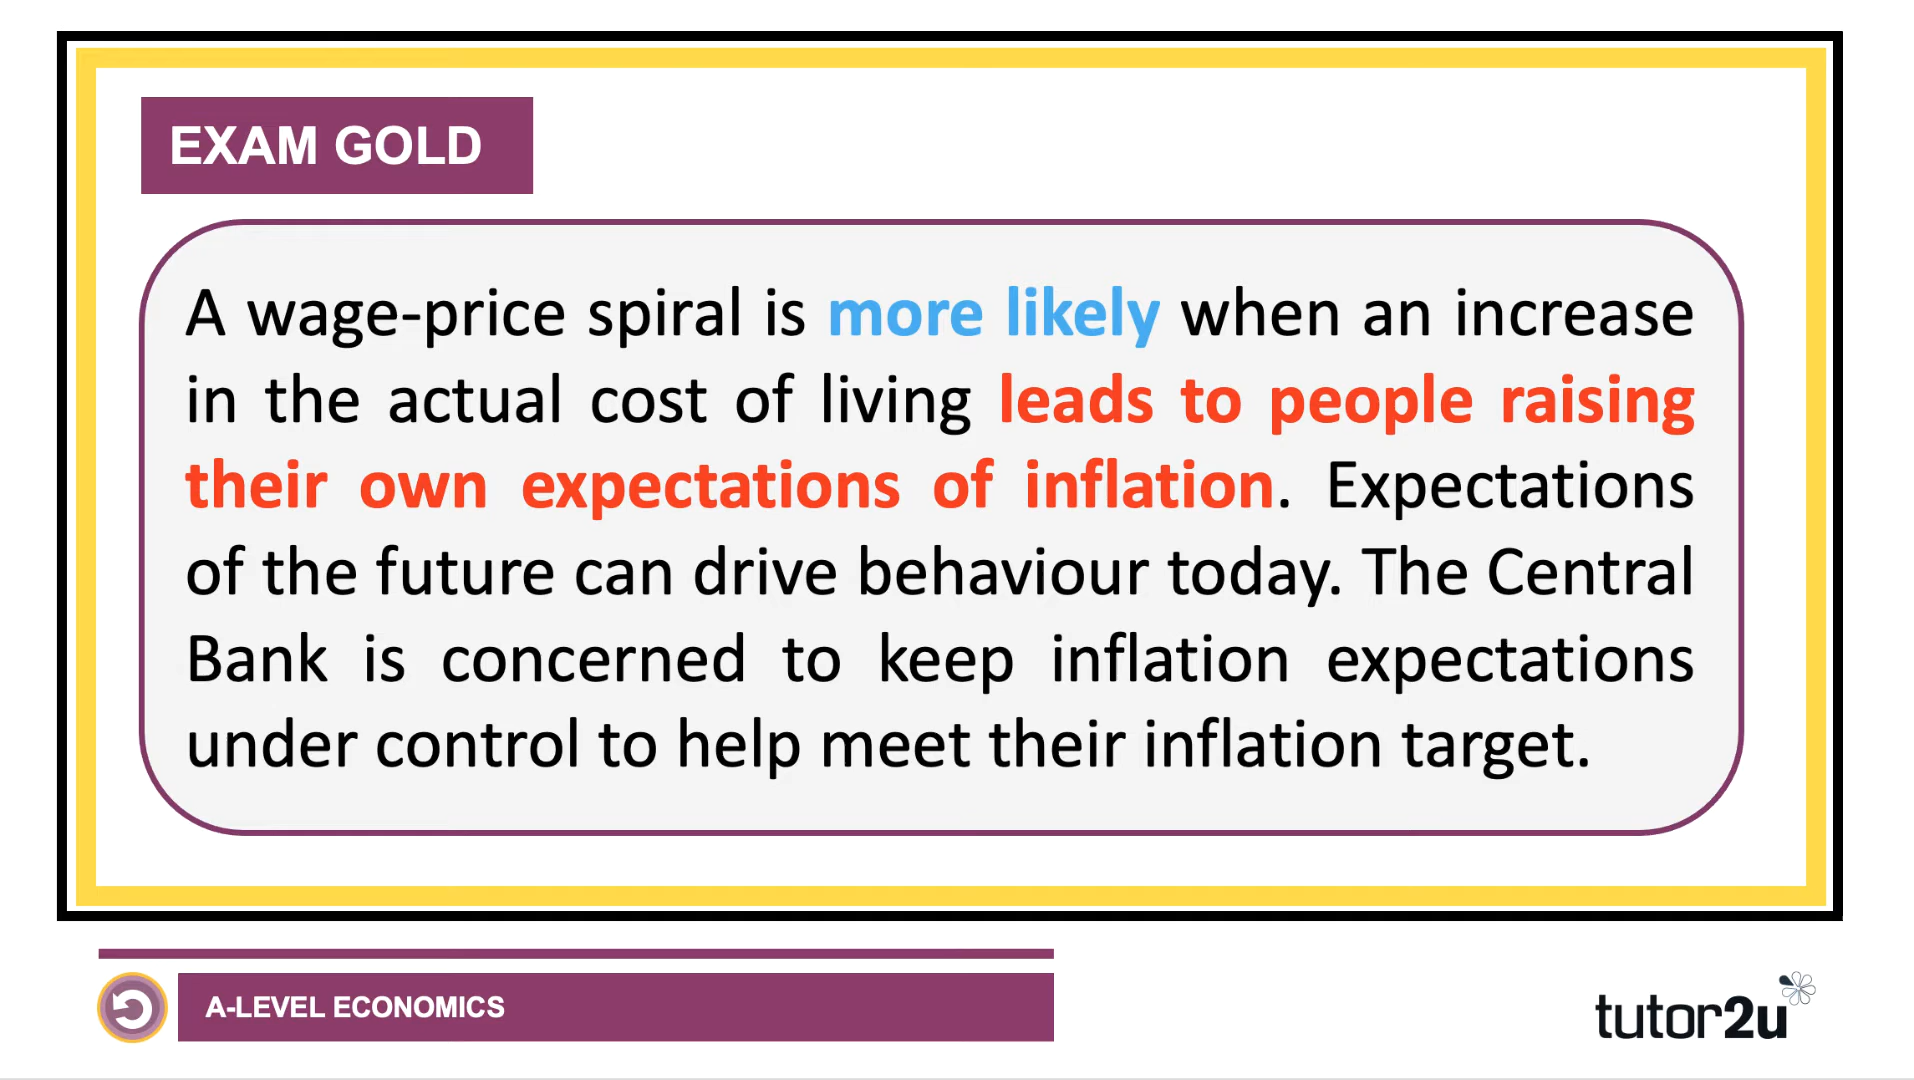 EXAM GOLD
A wage-price spiral is more likely when an increase
in the actual cost of living leads to people raising
their own expectations of inflation. Expectations
of the future can drive behaviour today. The Central
Bank is concerned to keep inflation expectations
under control to help meet their inflation target.
A-LEVEL ECONOMICS
tutor2u